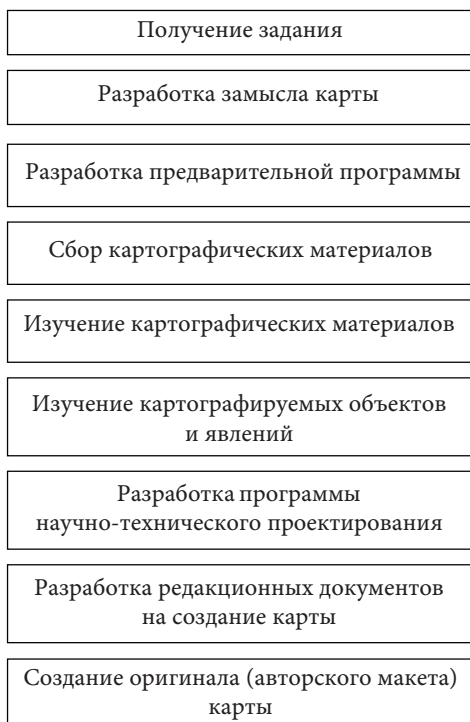 Получение задания
Разработка замысла карты
Разработка предварительной программы
Сбор картографических материалов
Изучение картографических материалов
Изучение картографируемых объектов
и явлений
Разработка программы
научно-технического проектирования
Разработка редакционных документов
на создание карты
Создание оригинала (авторского макета)
карты